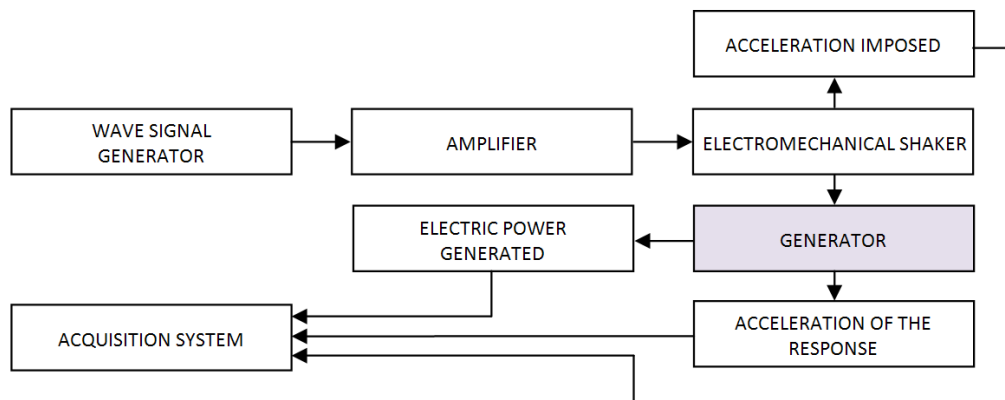 ACCELERATION IMPOSED
WAVE SIGNAL
GENERATOR
AMPLIFIER
ELECTROMECHANICAL SHAKER
ELECTRIC POWER
GENERATED
GENERATOR
ACQUISITION SYSTEM
ACCELERATION OF THE
RESPONSE